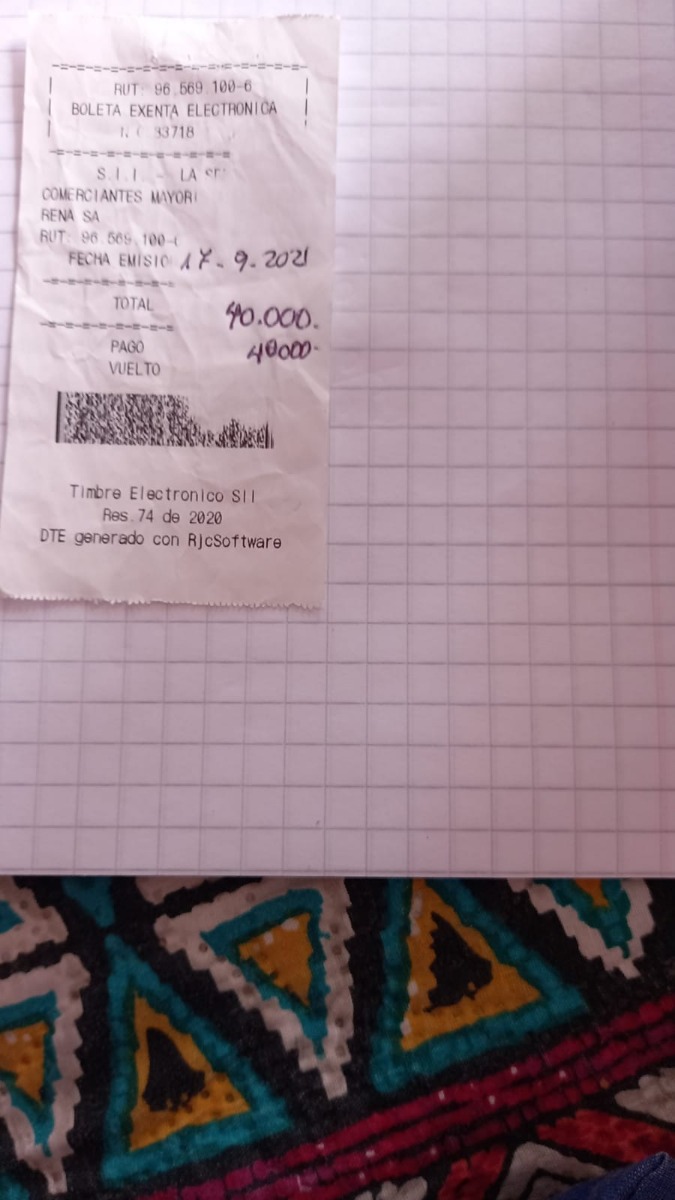 RUT: 96.569.100-6
BOLETA EXENTA ELECTRONICA
33718
S.I.I. - LA
COMERCIANTES MAYORI
RENA SA
RUT: 96.569.100-
FECHA EMISIO 17-9-2021
TOTAL 40.000.
PAGO 40000-
VUELTO
Timbre Electronico SII
Res.74 de 2020
DTE generado con RjcSoftware